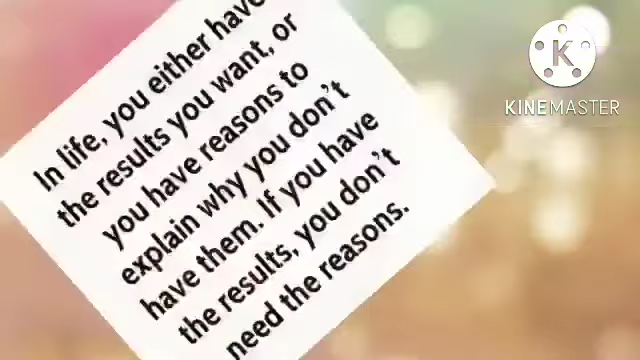 In life, you either have
the results you want, or
you have reasons to
explain why you don't
have them. If you have
the results, you don't
need the reasons.
K
KINEMASTER